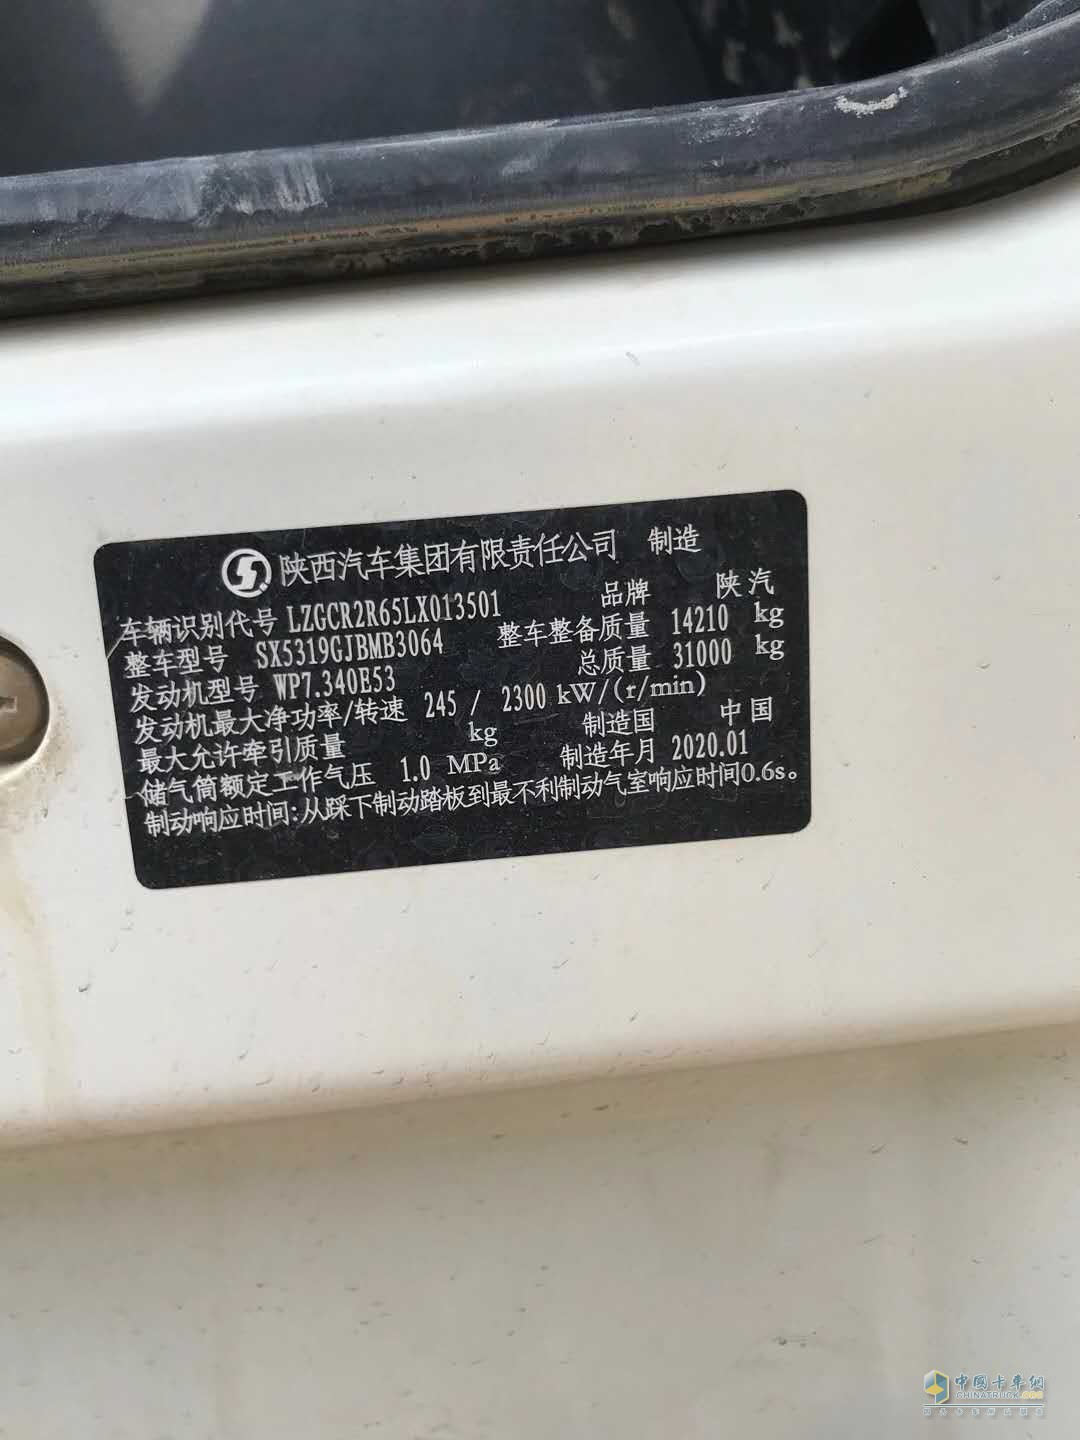 陕西汽车集团有限责任公司 制造
车辆识别代号 LZGCR2R65LX013501 品牌 陕汽
整车型号 SX5319GJBMB3064 整车整备质量 14210 kg
发动机型号 WP7.340E53 总质量 31000 kg
发动机最大净功率/转速 245 / 2300 kW/(r/min)
最大允许牵引质量 kg 制造国 中国
储气筒额定工作气压 1.0 MPa 制造年月 2020.01
制动响应时间:从踩下制动踏板到最不利制动气室响应时间0.6s。
中国卡车网
CHINATRUCK.ORG